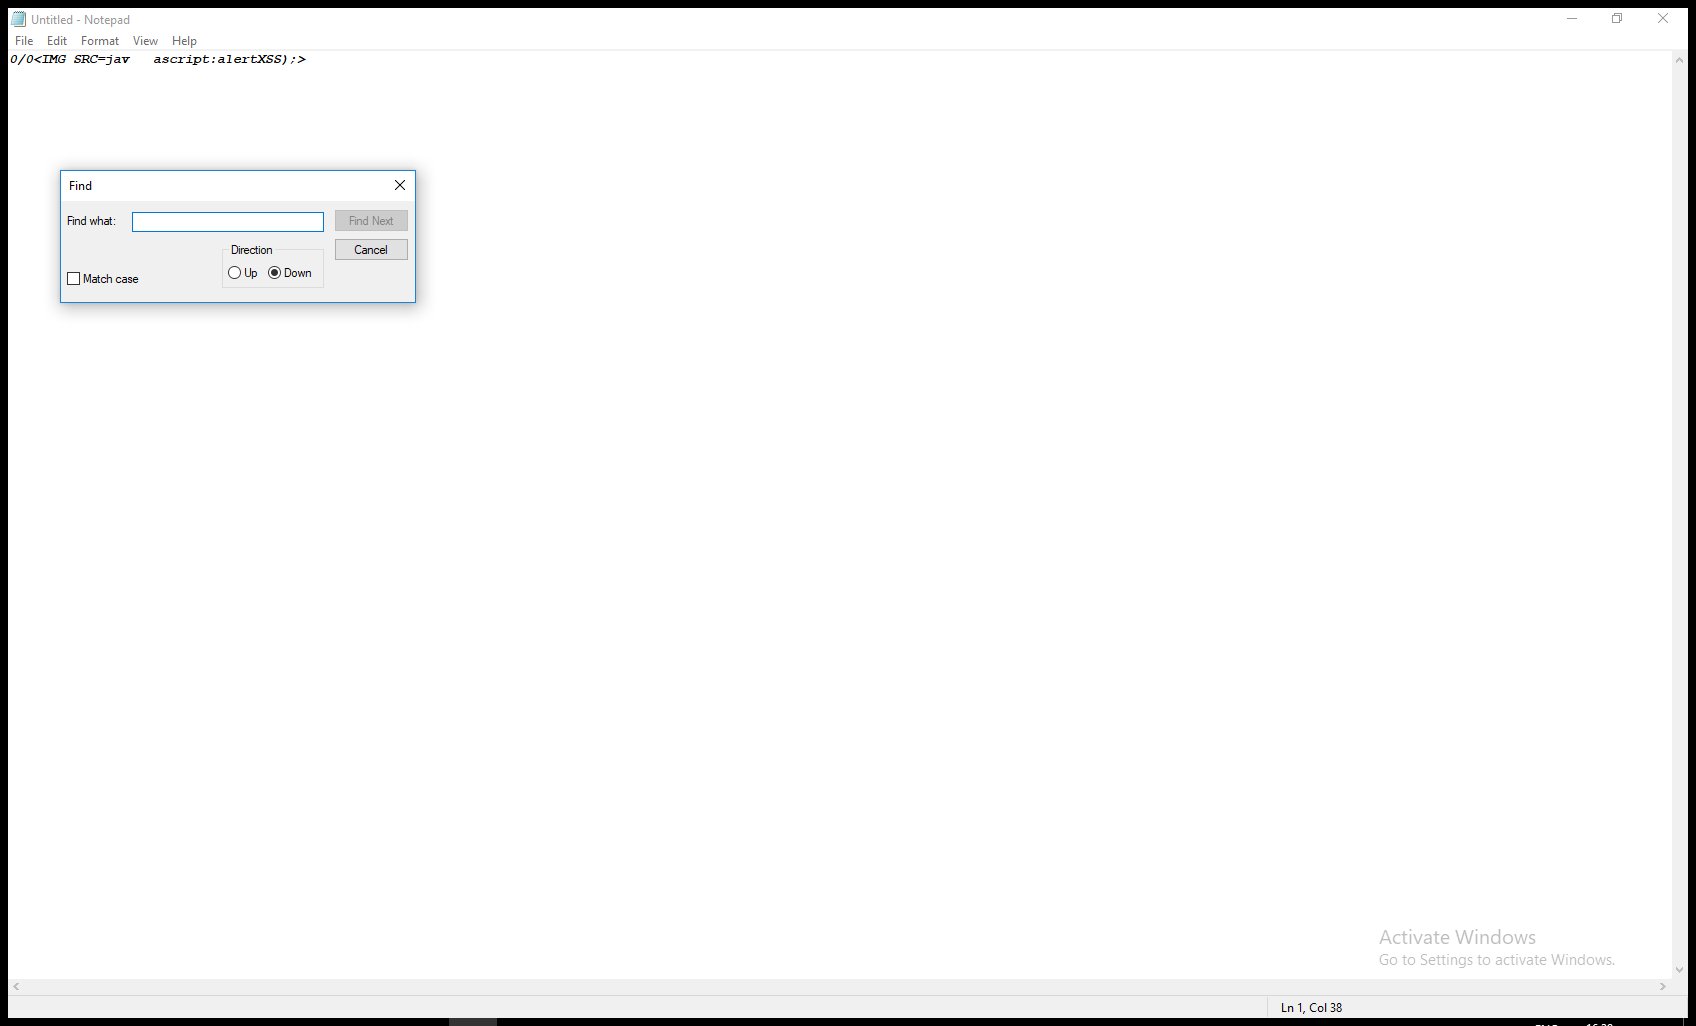 Untitled - Notepad
File Edit Format View Help
0/0<IMG SRC=jav   ascript:alertXSS);>
Find
Find what:
Find Next
Direction
Cancel
Up Down
Match case
Activate Windows
Go to Settings to activate Windows.
Ln 1, Col 38